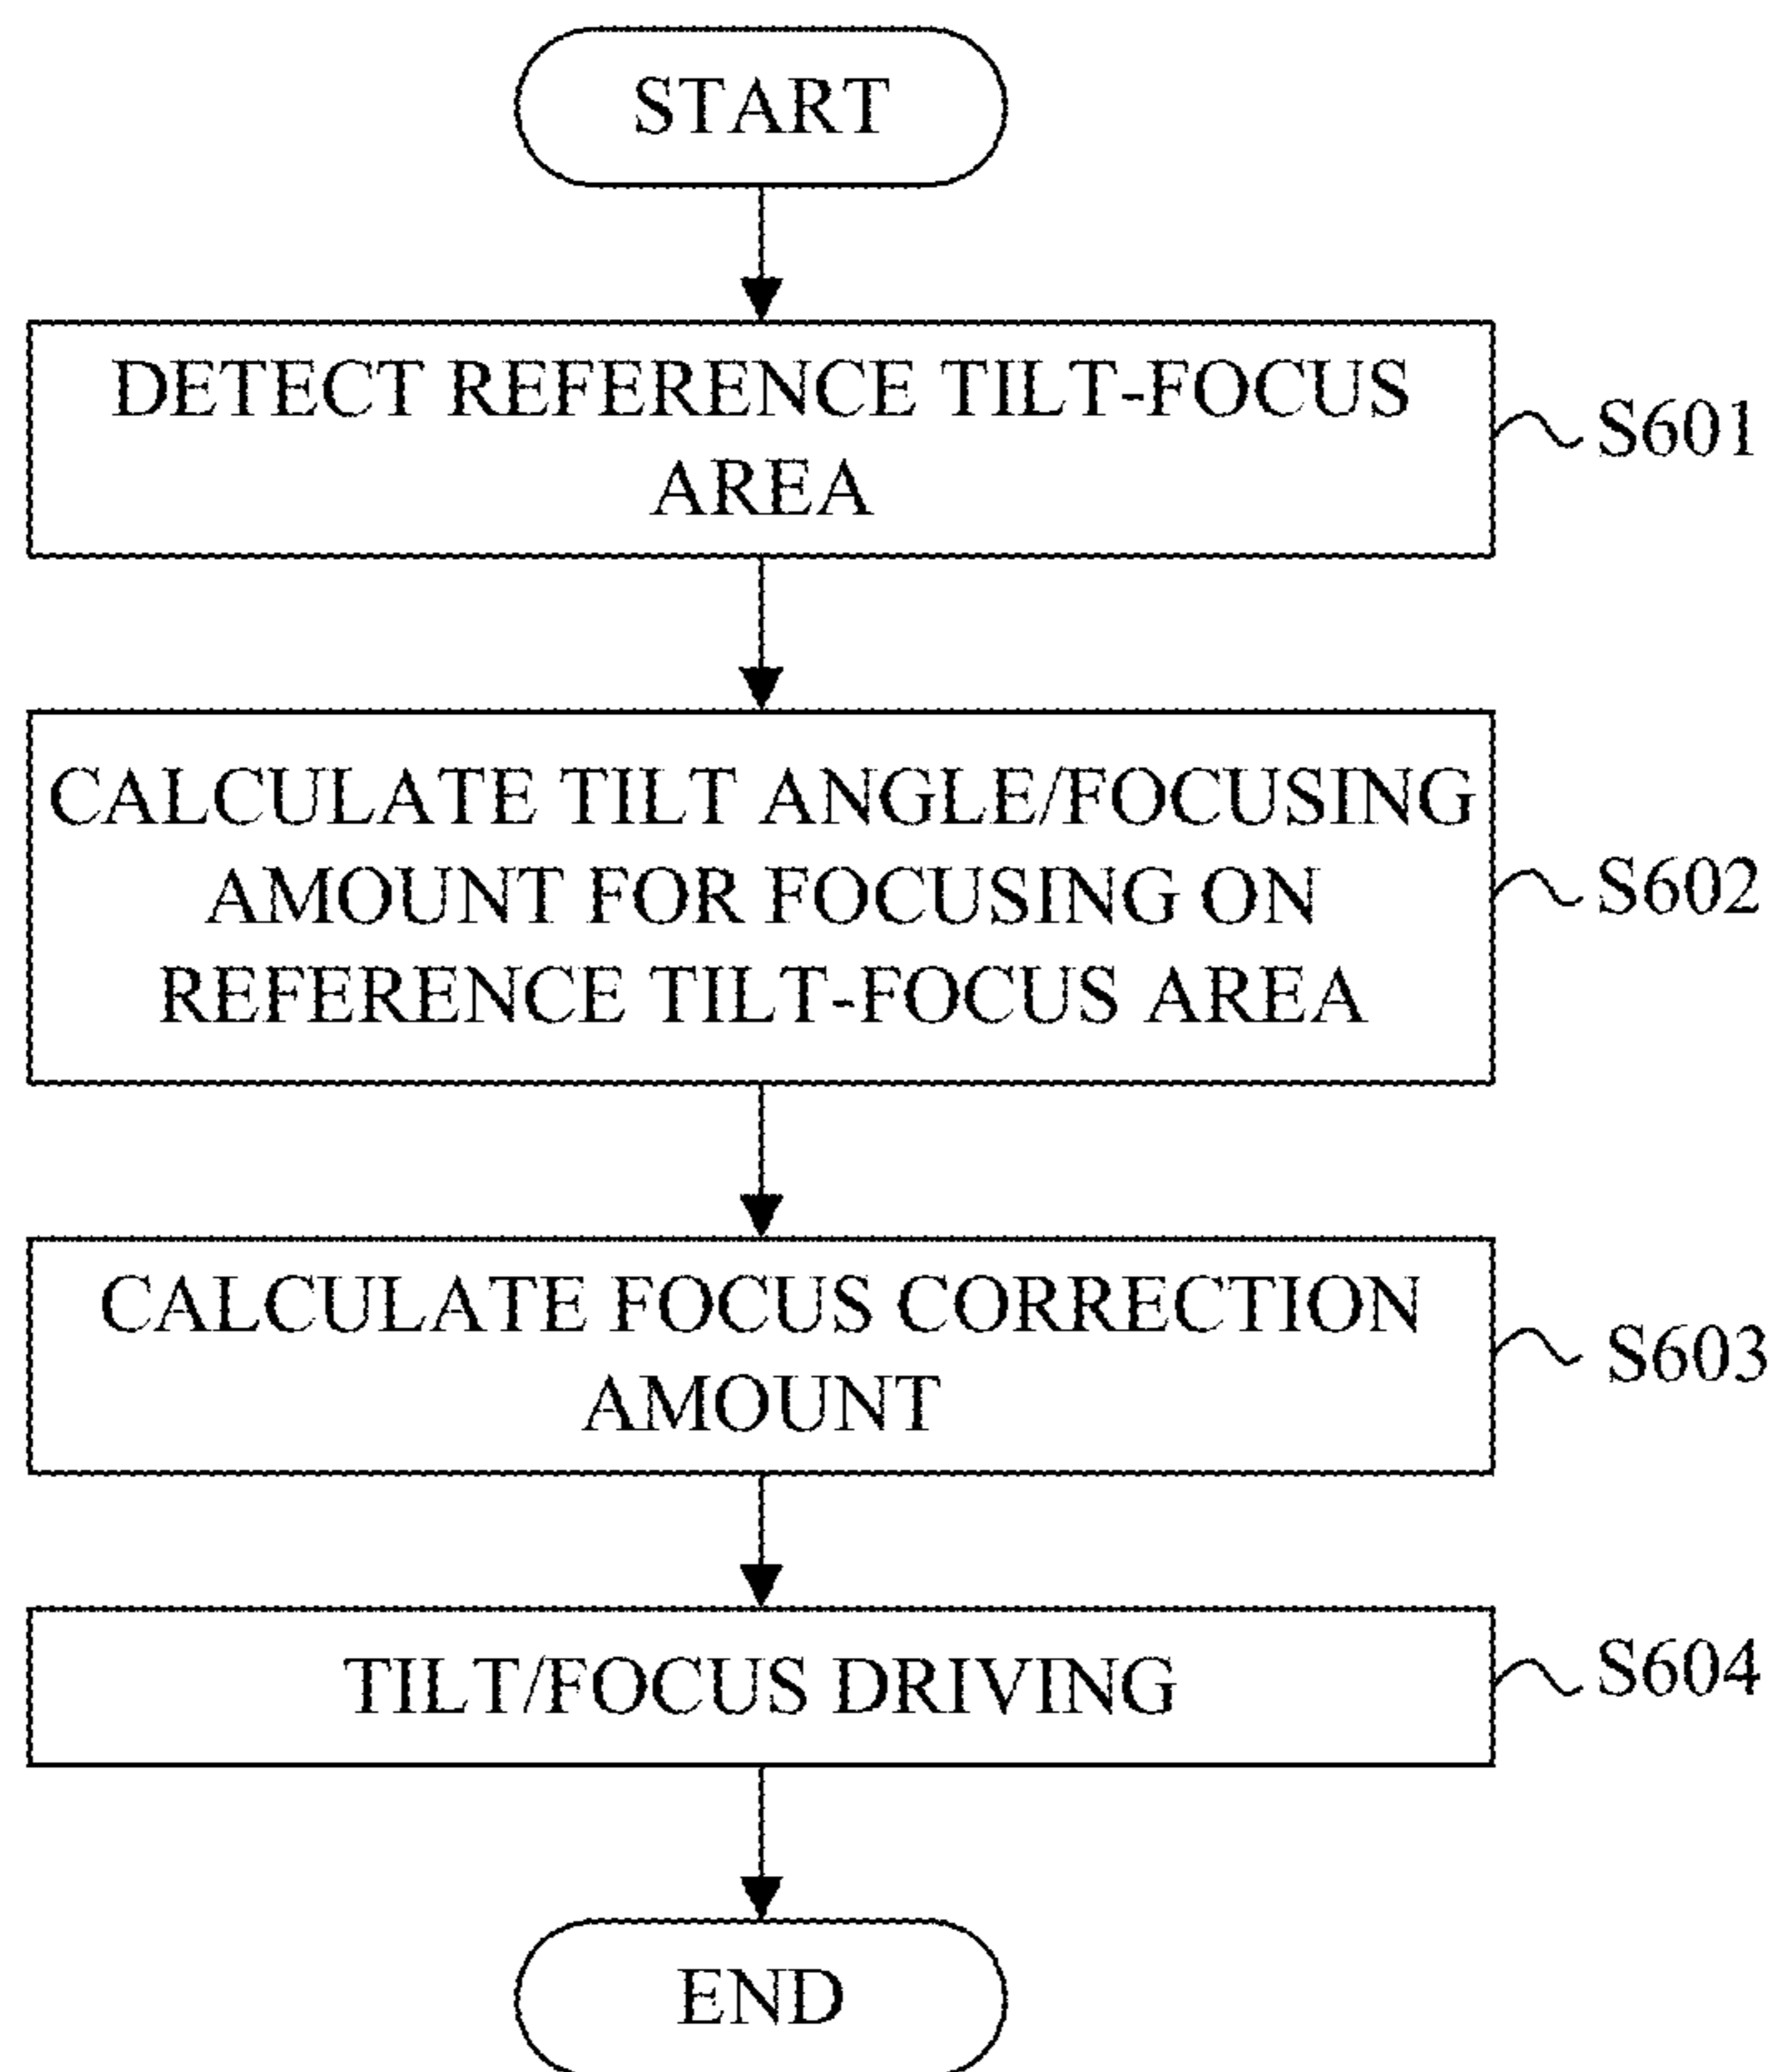 START
DETECT REFERENCE TILT-FOCUS
AREA
S601
CALCULATE TILT ANGLE/FOCUSING
AMOUNT FOR FOCUSING ON
REFERENCE TILT-FOCUS AREA
S602
CALCULATE FOCUS CORRECTION
AMOUNT
S603
TILT/FOCUS DRIVING
S604
END